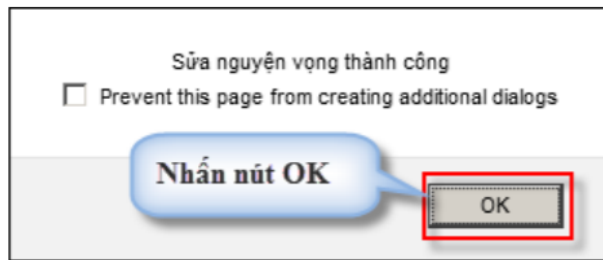 Sửa nguyện vọng thành công
Prevent this page from creating additional dialogs
Nhấn nút OK
OK